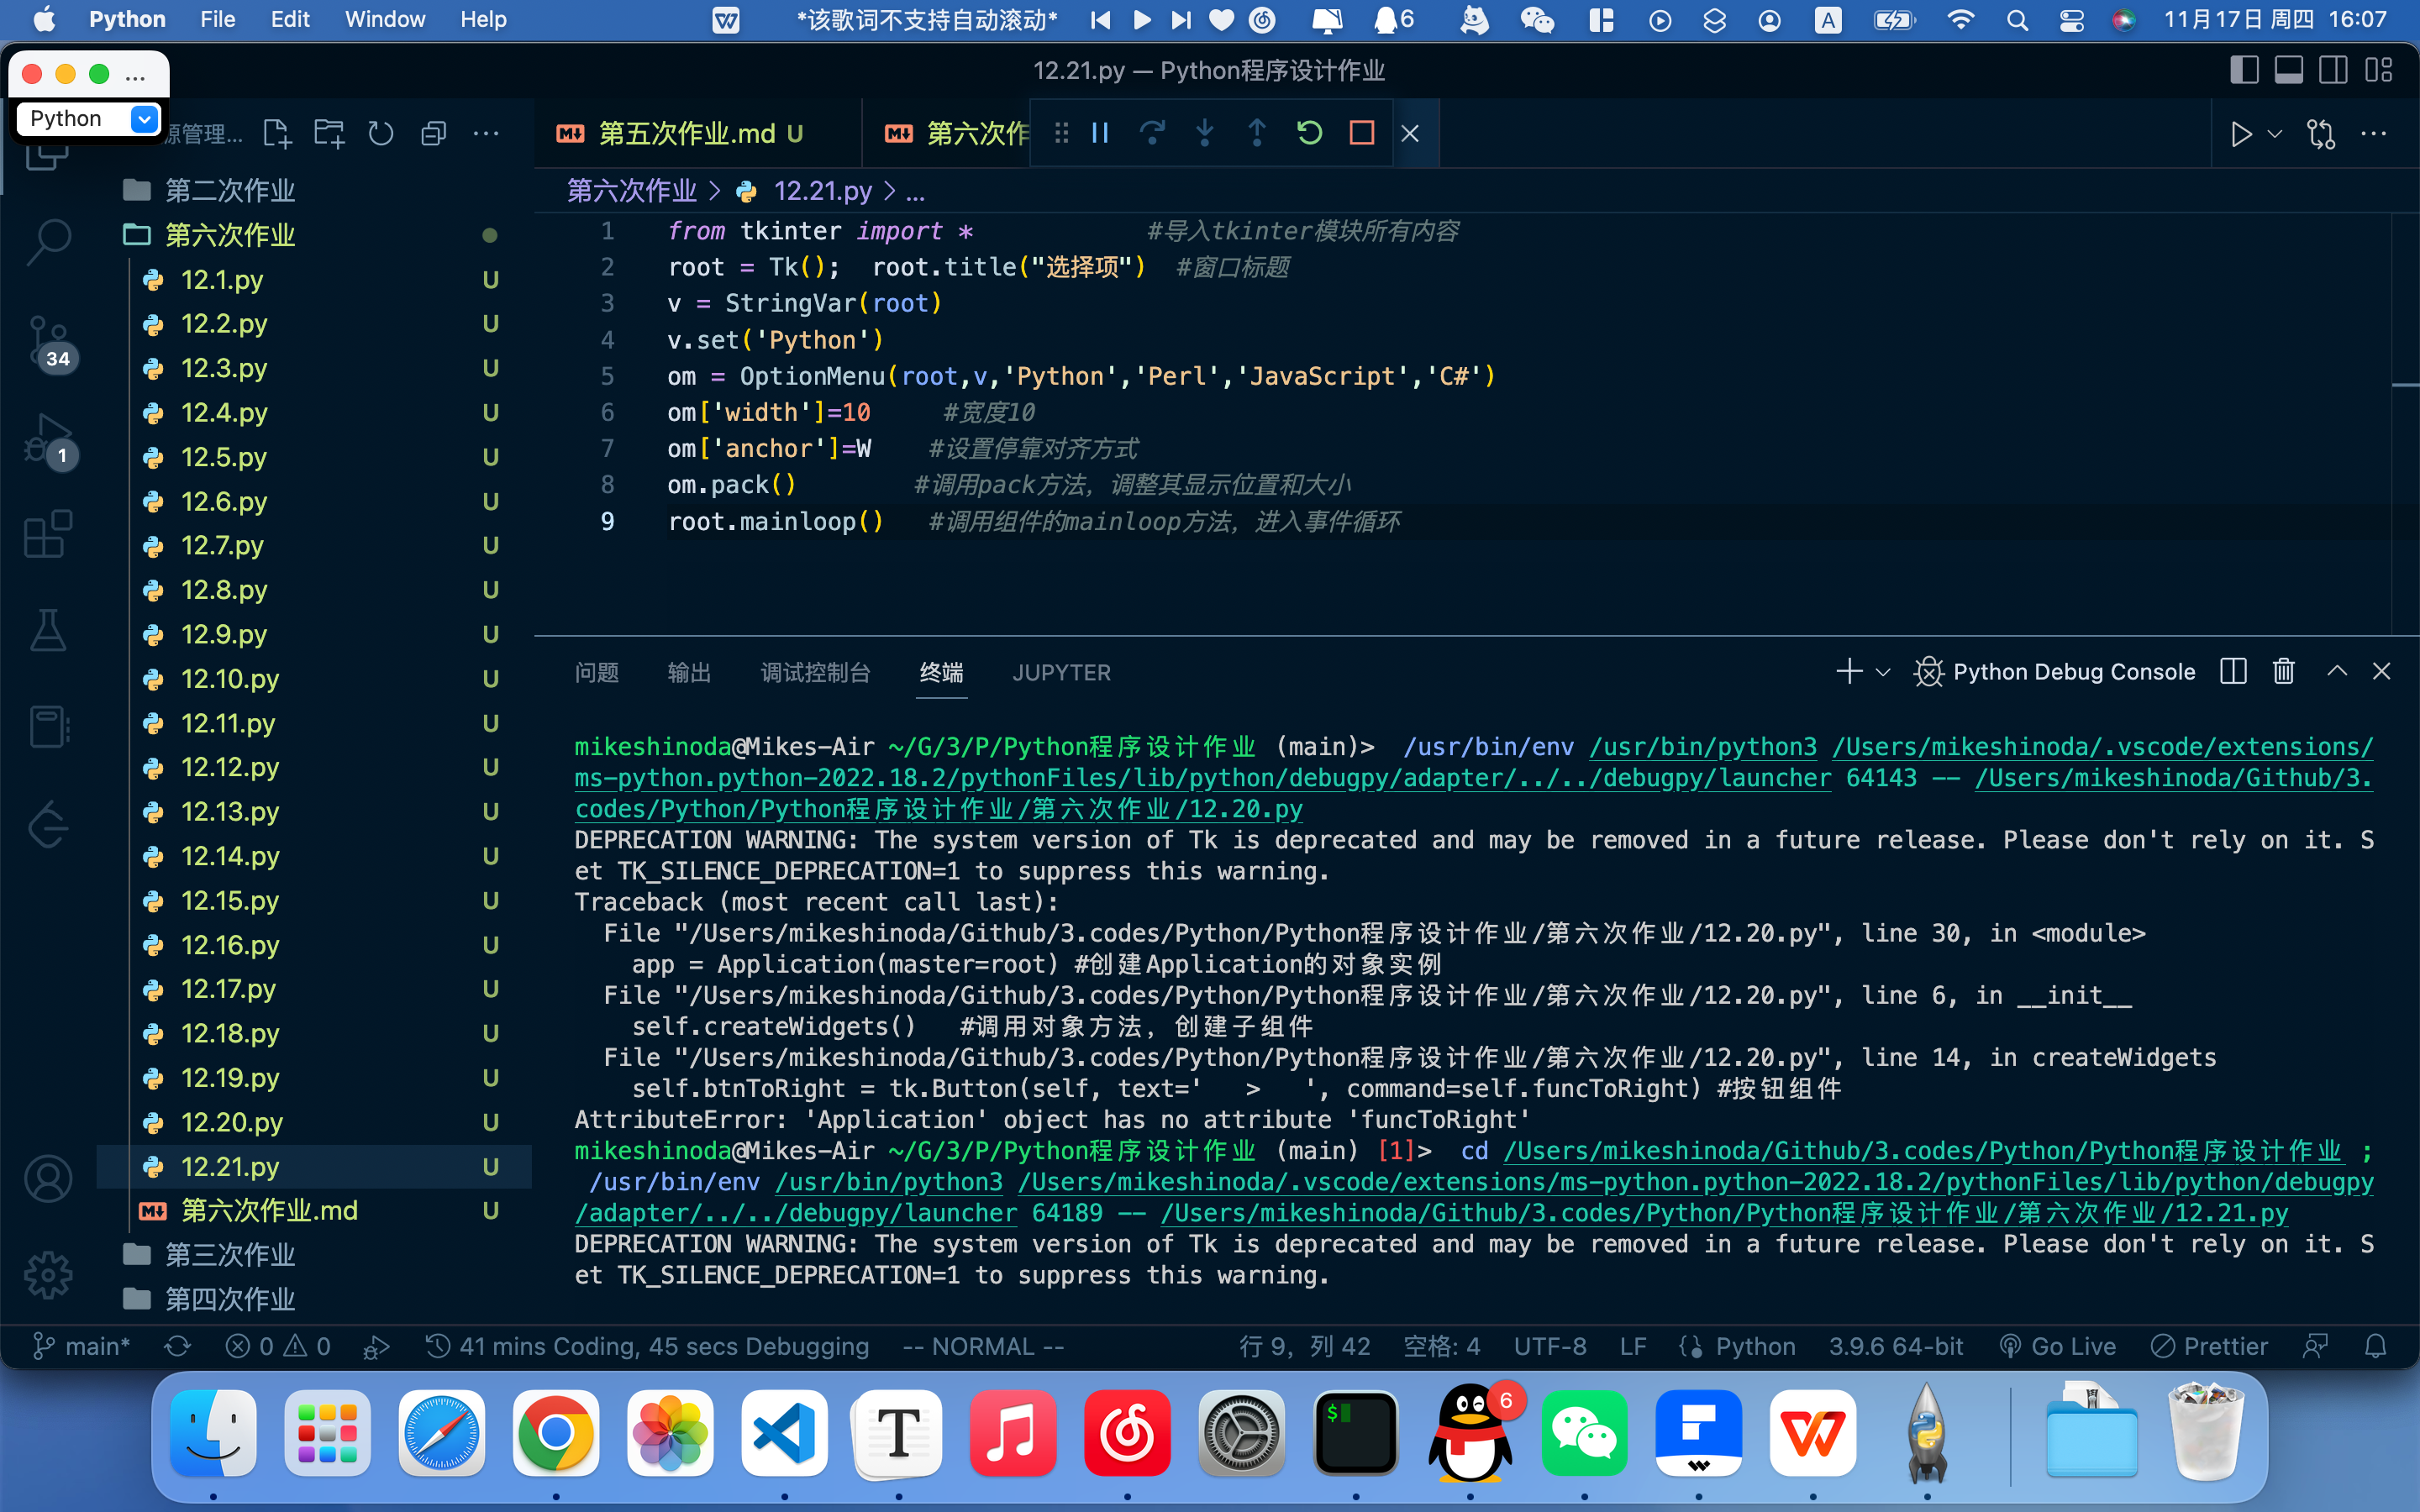 Python File Edit Window Help *该歌词不支持自动滚动* 6 A 11月17日 周四 16:07
12.21.py — Python程序设计作业
...
Python
源管理...
第五次作业.md U
第六次作
第六次作业 > 12.21.py > ...
第二次作业
第六次作业
12.1.py U
12.2.py U
12.3.py U
12.4.py U
12.5.py U
12.6.py U
12.7.py U
12.8.py U
12.9.py U
12.10.py U
12.11.py U
12.12.py U
12.13.py U
12.14.py U
12.15.py U
12.16.py U
12.17.py U
12.18.py U
12.19.py U
12.20.py U
12.21.py U
第六次作业.md U
第三次作业
第四次作业
34
1
1 from tkinter import * #导入tkinter模块所有内容
2 root = Tk(); root.title("选择项") #窗口标题
3 v = StringVar(root)
4 v.set('Python')
5 om = OptionMenu(root,v,'Python','Perl','JavaScript','C#')
6 om['width']=10 #宽度10
7 om['anchor']=W #设置停靠对齐方式
8 om.pack() #调用pack方法，调整其显示位置和大小
9 root.mainloop() #调用组件的mainloop方法，进入事件循环
问题 输出 调试控制台 终端 JUPYTER Python Debug Console
mikeshinoda@Mikes-Air ~/G/3/P/Python程序设计作业 (main)> /usr/bin/env /usr/bin/python3 /Users/mikeshinoda/.vscode/extensions/
ms-python.python-2022.18.2/pythonFiles/lib/python/debugpy/adapter/../../debugpy/launcher 64143 -- /Users/mikeshinoda/Github/3.
codes/Python/Python程序设计作业/第六次作业/12.20.py
DEPRECATION WARNING: The system version of Tk is deprecated and may be removed in a future release. Please don't rely on it. S
et TK_SILENCE_DEPRECATION=1 to suppress this warning.
Traceback (most recent call last):
File "/Users/mikeshinoda/Github/3.codes/Python/Python程序设计作业/第六次作业/12.20.py", line 30, in <module>
app = Application(master=root) #创建Application的对象实例
File "/Users/mikeshinoda/Github/3.codes/Python/Python程序设计作业/第六次作业/12.20.py", line 6, in __init__
self.createWidgets() #调用对象方法，创建子组件
File "/Users/mikeshinoda/Github/3.codes/Python/Python程序设计作业/第六次作业/12.20.py", line 14, in createWidgets
self.btnToRight = tk.Button(self, text=' > ', command=self.funcToRight) #按钮组件
AttributeError: 'Application' object has no attribute 'funcToRight'
mikeshinoda@Mikes-Air ~/G/3/P/Python程序设计作业 (main) [1]> cd /Users/mikeshinoda/Github/3.codes/Python/Python程序设计作业 ;
/usr/bin/env /usr/bin/python3 /Users/mikeshinoda/.vscode/extensions/ms-python.python-2022.18.2/pythonFiles/lib/python/debugpy
/adapter/../../debugpy/launcher 64189 -- /Users/mikeshinoda/Github/3.codes/Python/Python程序设计作业/第六次作业/12.21.py
DEPRECATION WARNING: The system version of Tk is deprecated and may be removed in a future release. Please don't rely on it. S
et TK_SILENCE_DEPRECATION=1 to suppress this warning.
main* 0 0 41 mins Coding, 45 secs Debugging -- NORMAL -- 行 9，列 42 空格: 4 UTF-8 LF Python 3.9.6 64-bit Go Live Prettier
6